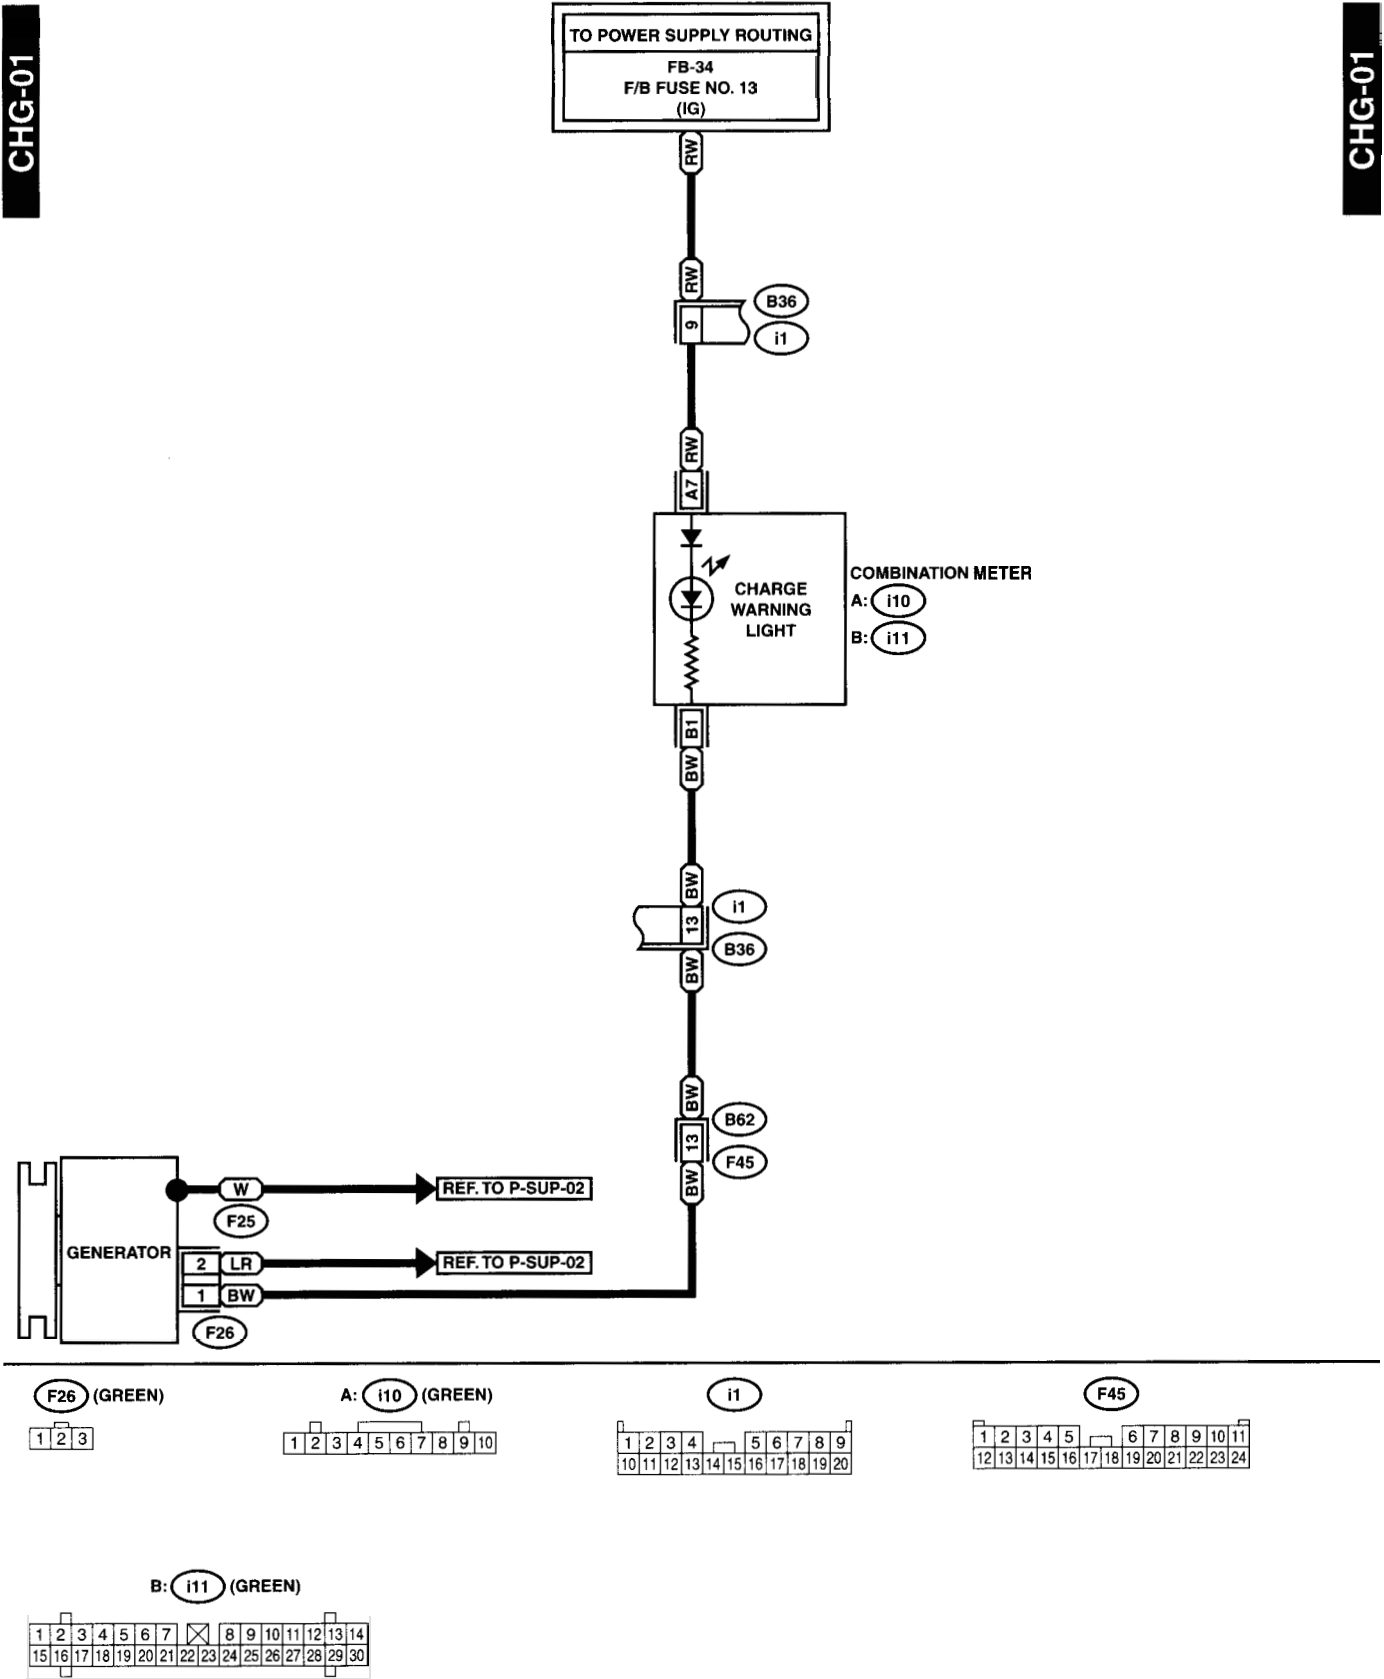 CHG-01
CHG-01
TO POWER SUPPLY ROUTING
FB-34
F/B FUSE NO. 13
(IG)
RW
RW
B36
9
i1
RW
A7
CHARGE
WARNING
LIGHT
COMBINATION METER
A: i10
B: i11
B1
BW
BW
i1
13
B36
BW
BW
B62
13
F45
BW
W
REF. TO P-SUP-02
F25
GENERATOR
2 LR
REF. TO P-SUP-02
1 BW
F26
F26 (GREEN)
1 2 3
A: i10 (GREEN)
1 2 3 4 5 6 7 8 9 10
i1
1 2 3 4 5 6 7 8 9
10 11 12 13 14 15 16 17 18 19 20
F45
1 2 3 4 5 6 7 8 9 10 11
12 13 14 15 16 17 18 19 20 21 22 23 24
B: i11 (GREEN)
1 2 3 4 5 6 7 8 9 10 11 12 13 14
15 16 17 18 19 20 21 22 23 24 25 26 27 28 29 30